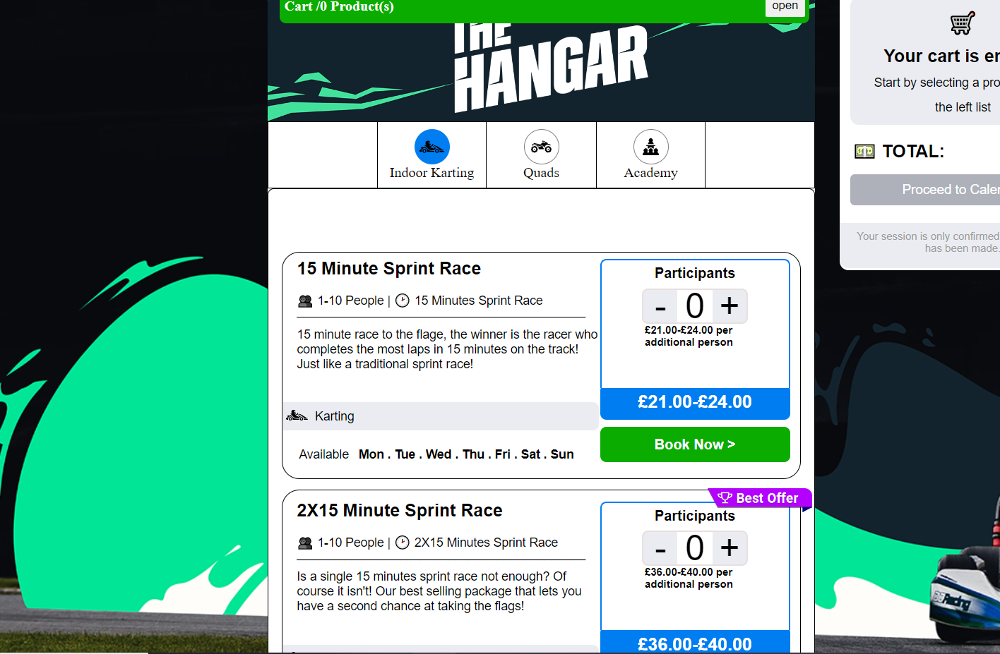 Cart /0 Product(s)
open
THE
HANGAR
Indoor Karting
Quads
Academy
15 Minute Sprint Race
1-10 People | 15 Minutes Sprint Race
15 minute race to the flage, the winner is the racer who
completes the most laps in 15 minutes on the track!
Just like a traditional sprint race!
Karting
Available Mon . Tue . Wed . Thu . Fri . Sat . Sun
Participants
- 0 +
£21.00-£24.00 per
additional person
£21.00-£24.00
Book Now >
Best Offer
2X15 Minute Sprint Race
1-10 People | 2X15 Minutes Sprint Race
Is a single 15 minutes sprint race not enough? Of
course it isn't! Our best selling package that lets you
have a second chance at taking the flags!
Participants
- 0 +
£36.00-£40.00 per
additional person
£36.00-£40.00
Your cart is
Start by selecting a
the left list
TOTAL:
Proceed to
Your session is only confirmed
has been made.
Racing